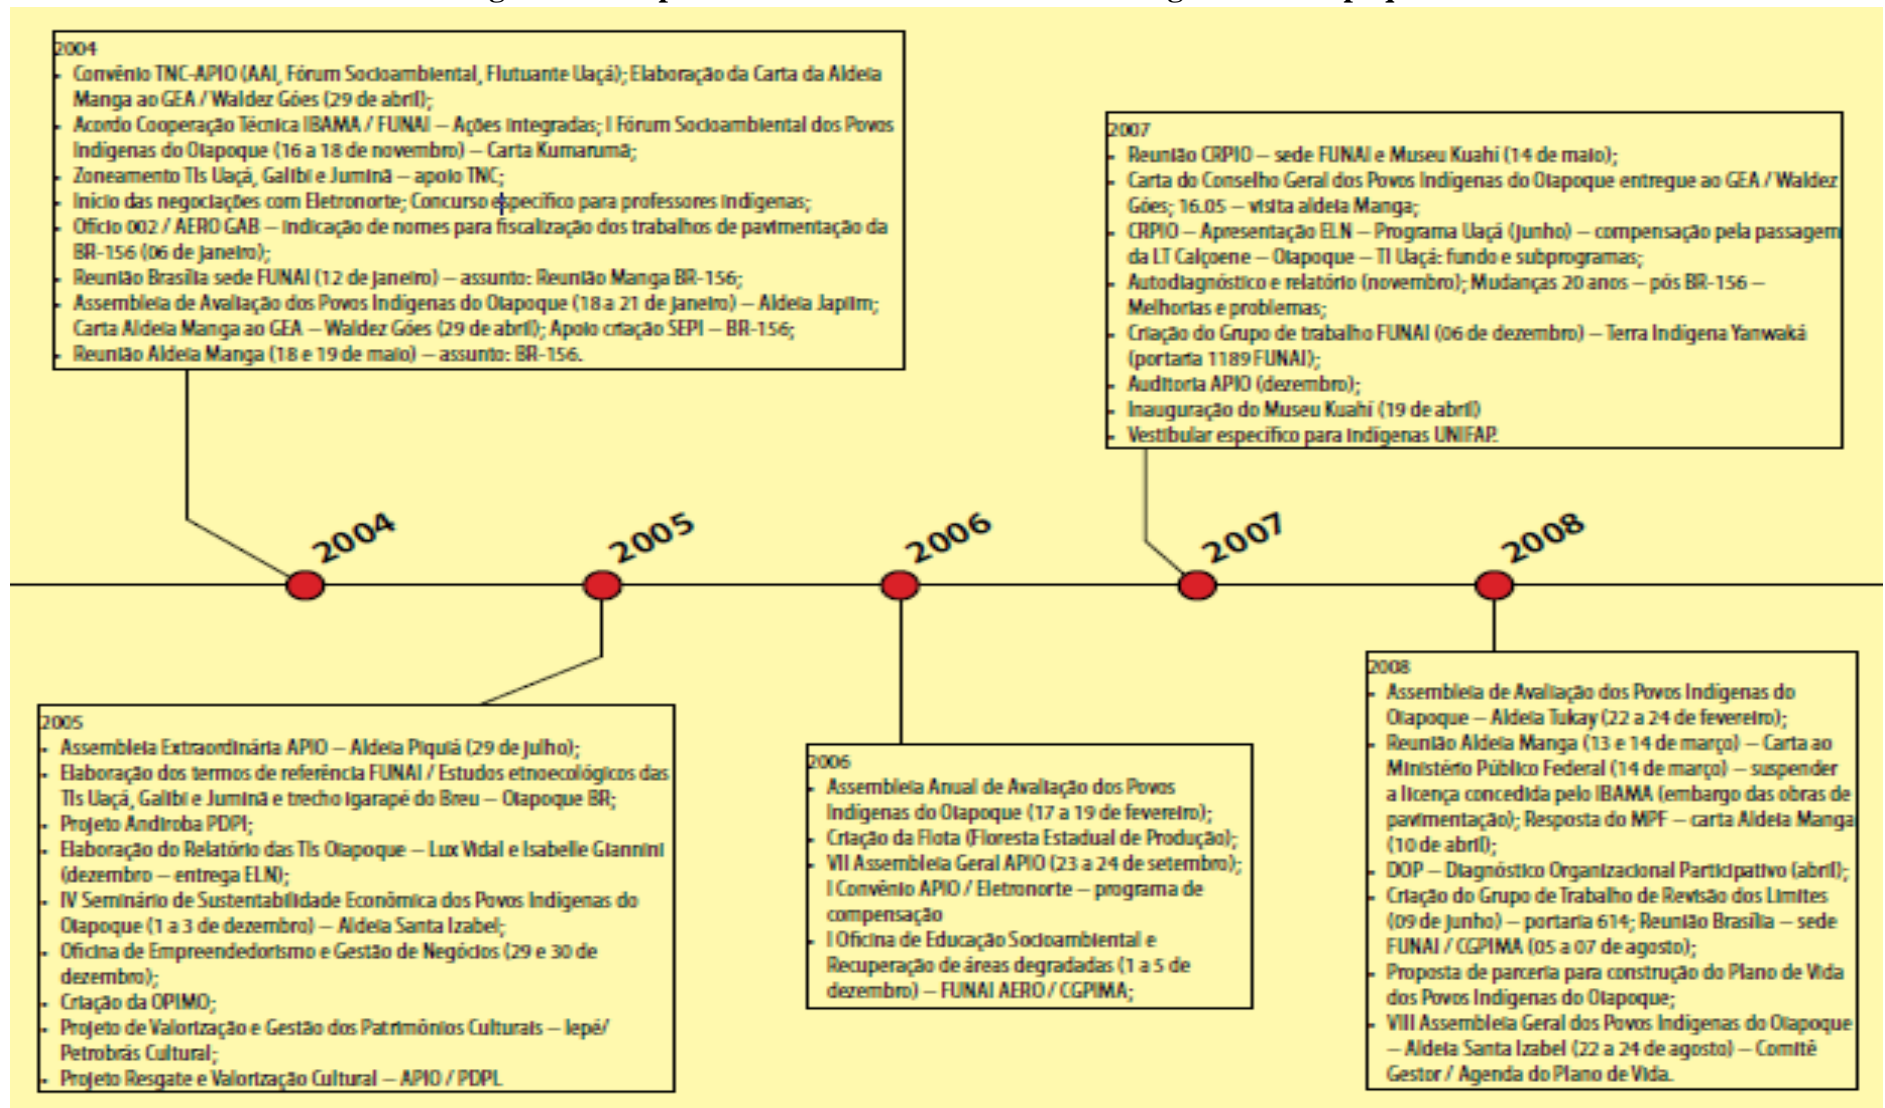 2004
- Convênio TNC-APIO (AAI, Fórum Socioambiental, Flutuante Uaçá); Elaboração da Carta da Aldeia
Manga ao GEA / Waldez Góes (29 de abril);
- Acordo Cooperação Técnica IBAMA / FUNAI – Ações integradas; I Fórum Socioambiental dos Povos
Indígenas do Oiapoque (16 a 18 de novembro) – Carta Kumarumã;
- Zoneamento TIs Uaçá, Galibi e Juminã – apoio TNC;
- Início das negociações com Eletronorte; Concurso específico para professores indígenas;
- Ofício 002 / AERO GAB – indicação de nomes para fiscalização dos trabalhos de pavimentação da
BR-156 (06 de janeiro);
- Reunião Brasília sede FUNAI (12 de janeiro) – assunto: Reunião Manga BR-156;
- Assembleia de Avaliação dos Povos Indígenas do Oiapoque (18 a 21 de janeiro) – Aldeia Japiim;
Carta Aldeia Manga ao GEA – Waldez Góes (29 de abril); Apoio criação SEPI – BR-156;
- Reunião Aldeia Manga (18 e 19 de maio) – assunto: BR-156.
2007
- Reunião CRPIO – sede FUNAI e Museu Kuahí (14 de maio);
- Carta do Conselho Geral dos Povos Indígenas do Oiapoque entregue ao GEA / Waldez
Góes; 16.05 – visita aldeia Manga;
- CRPIO – Apresentação ELN – Programa Uaçá (junho) – compensação pela passagem
da LT Calçoene – Oiapoque – TI Uaçá: fundo e subprogramas;
- Autodiagnóstico e relatório (novembro); Mudanças 20 anos – pós BR-156 –
Melhorias e problemas;
- Criação do Grupo de trabalho FUNAI (06 de dezembro) – Terra Indígena Yanwaká
(portaria 1189 FUNAI);
- Auditoria APIO (dezembro);
- Inauguração do Museu Kuahí (19 de abril)
- Vestibular específico para indígenas UNIFAP.
2004
2005
2006
2007
2008
2005
- Assembleia Extraordinária APIO – Aldeia Piquiá (29 de julho);
- Elaboração dos termos de referência FUNAI / Estudos etnoecológicos das
TIs Uaçá, Galibi e Juminã e trecho igarapé do Breu – Oiapoque BR;
- Projeto Andiroba PDPI;
- Elaboração do Relatório das TIs Oiapoque – Lux Vidal e Isabelle Giannini
(dezembro – entrega ELN);
- IV Seminário de Sustentabilidade Econômica dos Povos Indígenas do
Oiapoque (1 a 3 de dezembro) – Aldeia Santa Izabel;
- Oficina de Empreendedorismo e Gestão de Negócios (29 e 30 de
dezembro);
- Criação da OPIMO;
- Projeto de Valorização e Gestão dos Patrimônios Culturais – Iepé/
Petrobrás Cultural;
- Projeto Resgate e Valorização Cultural – APIO / PDPI.
2006
- Assembleia Anual de Avaliação dos Povos
Indígenas do Oiapoque (17 a 19 de fevereiro);
- Criação da Flota (Floresta Estadual de Produção);
- VII Assembleia Geral APIO (23 a 24 de setembro);
I Convênio APIO / Eletronorte – programa de
compensação
- I Oficina de Educação Socioambiental e
Recuperação de áreas degradadas (1 a 5 de
dezembro) – FUNAI AERO / CGPIMA;
2008
- Assembleia de Avaliação dos Povos Indígenas do
Oiapoque – Aldeia Tukay (22 a 24 de fevereiro);
- Reunião Aldeia Manga (13 e 14 de março) – Carta ao
Ministério Público Federal (14 de março) – suspender
a licença concedida pelo IBAMA (embargo das obras de
pavimentação); Resposta do MPF – carta Aldeia Manga
(10 de abril);
- DOP – Diagnóstico Organizacional Participativo (abril);
- Criação do Grupo de Trabalho de Revisão dos Limites
(09 de junho) – portaria 614; Reunião Brasília – sede
FUNAI / CGPIMA (05 a 07 de agosto);
- Proposta de parceria para construção do Plano de Vida
dos Povos Indígenas do Oiapoque;
- VIII Assembleia Geral dos Povos Indígenas do Oiapoque
– Aldeia Santa Izabel (22 a 24 de agosto) – Comitê
Gestor / Agenda do Plano de Vida.